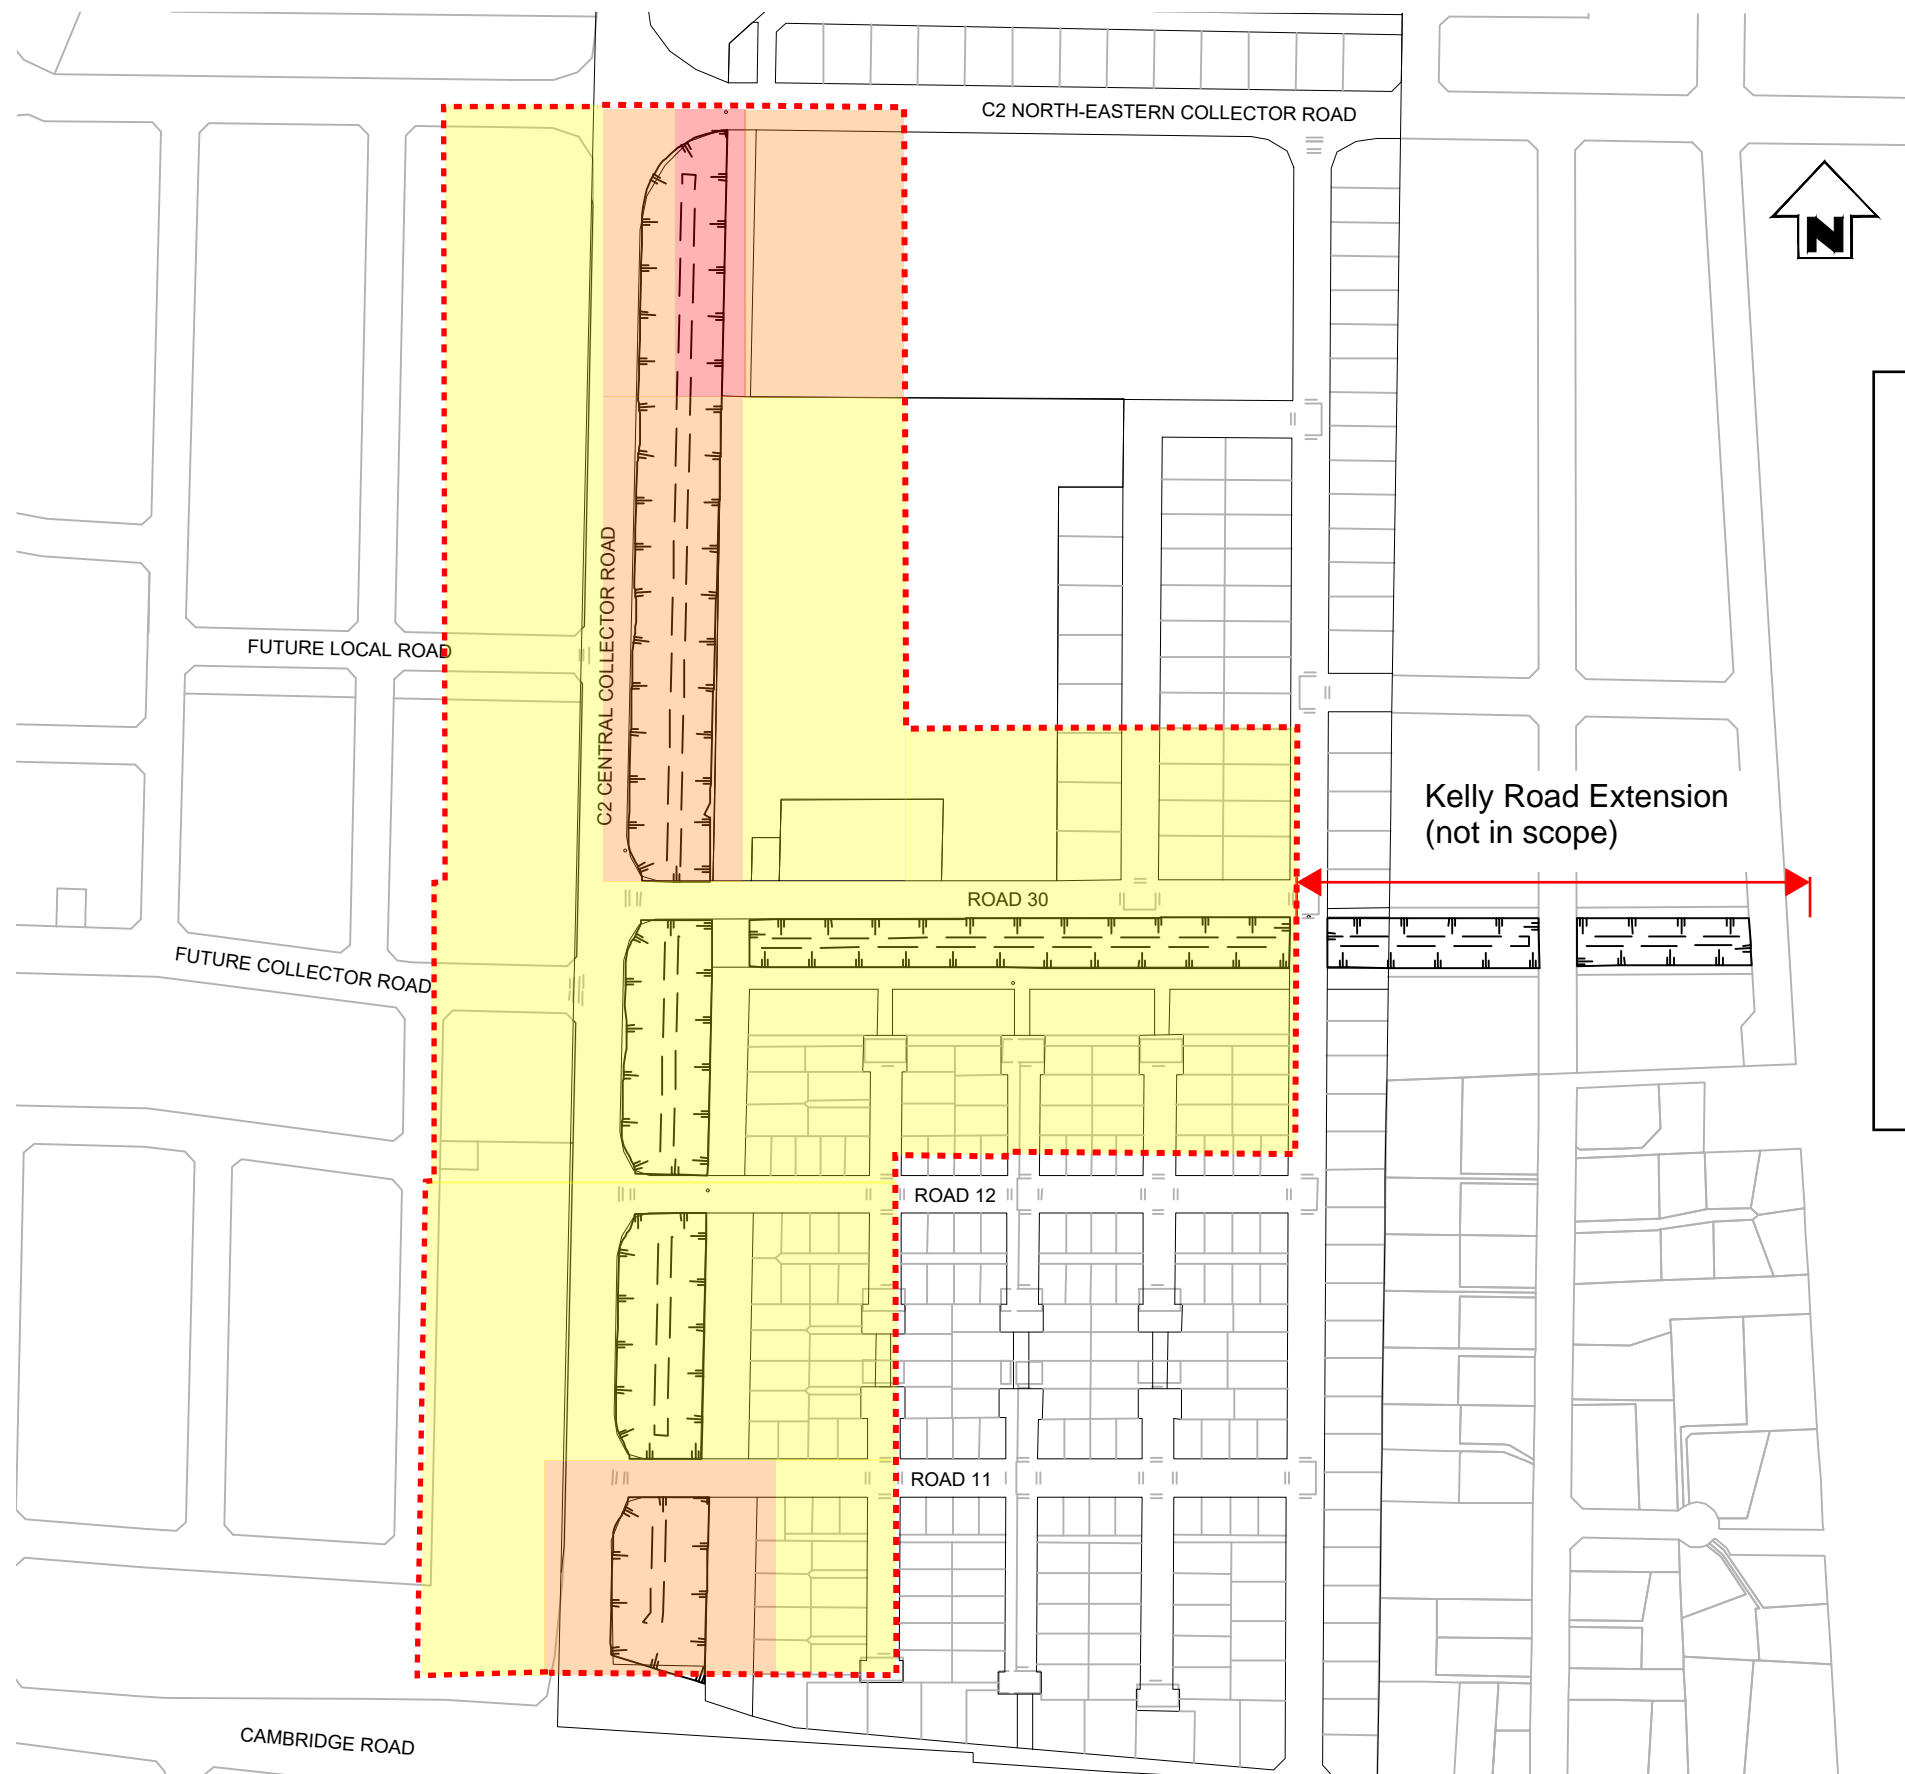 C2 NORTH-EASTERN COLLECTOR ROAD
N
C2 CENTRAL COLLECTOR ROAD
FUTURE LOCAL ROAD
Kelly Road Extension
(not in scope)
ROAD 30
FUTURE COLLECTOR ROAD
ROAD 12
ROAD 11
CAMBRIDGE ROAD